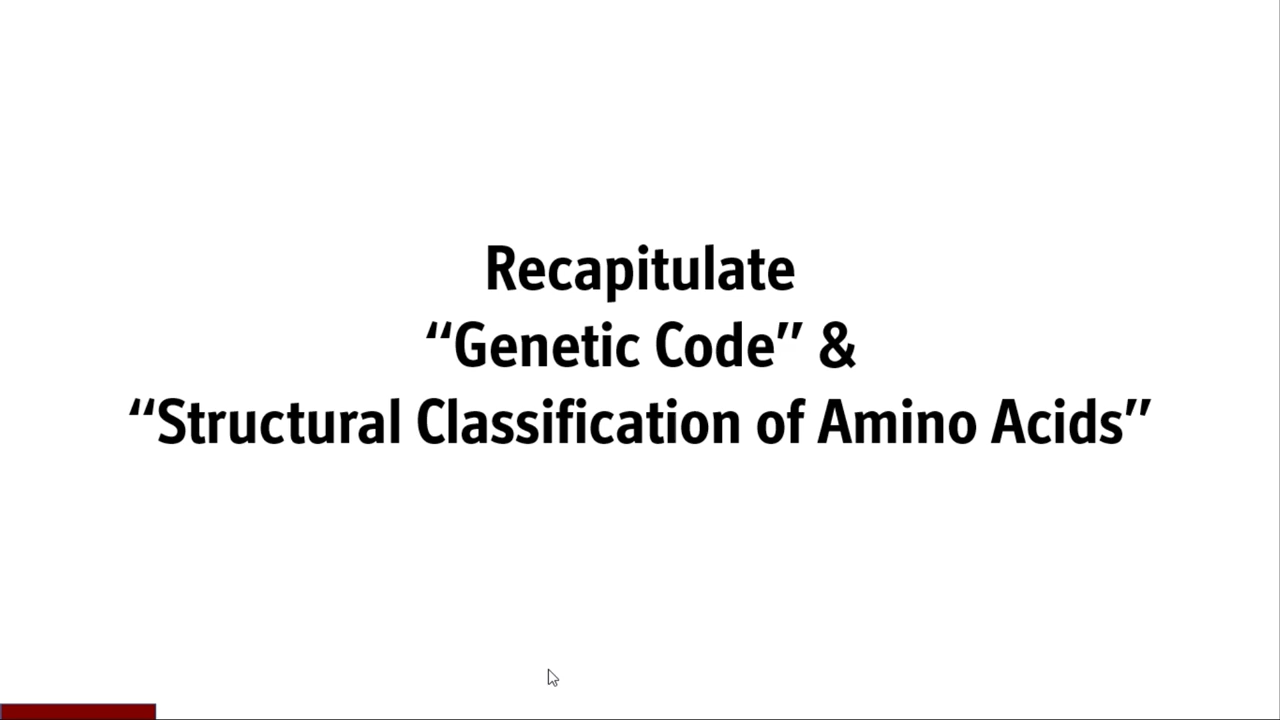 Recapitulate
“Genetic Code” &
“Structural Classification of Amino Acids”